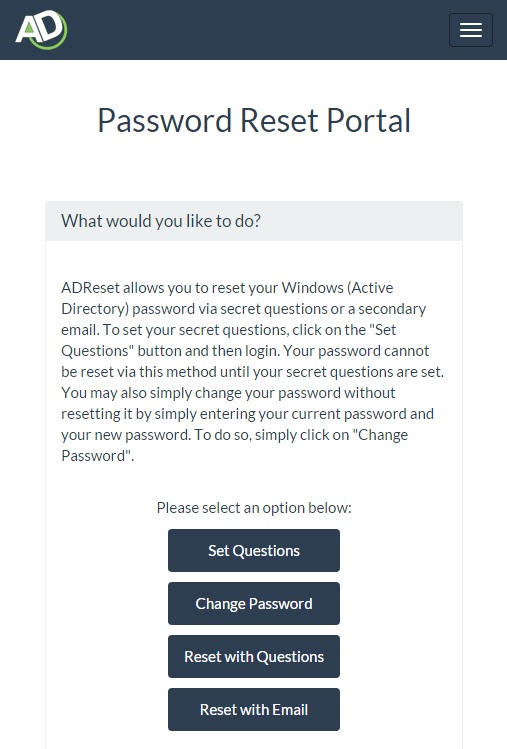 AD
Password Reset Portal
What would you like to do?
ADReset allows you to reset your Windows (Active
Directory) password via secret questions or a secondary
email. To set your secret questions, click on the "Set
Questions" button and then login. Your password cannot
be reset via this method until your secret questions are set.
You may also simply change your password without
resetting it by simply entering your current password and
your new password. To do so, simply click on "Change
Password".
Please select an option below:
Set Questions
Change Password
Reset with Questions
Reset with Email